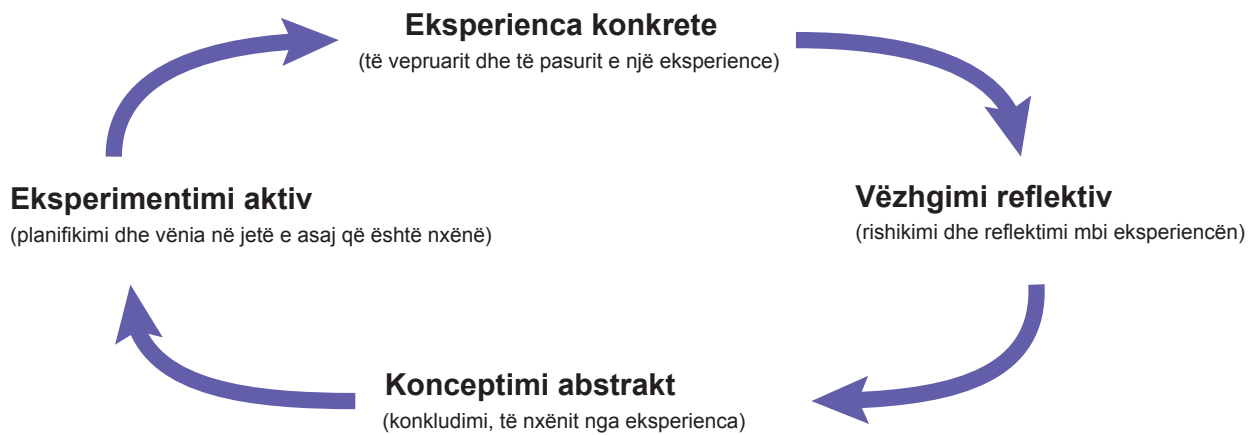 Eksperienca konkrete
(të vepruarit dhe të pasurit e një eksperience)
Vëzhgimi reflektiv
(rishikimi dhe reflektimi mbi eksperiencën)
Konceptimi abstrakt
(konkludimi, të nxënit nga eksperienca)
Eksperimentimi aktiv
(planifikimi dhe vënia në jetë e asaj që është nxënë)